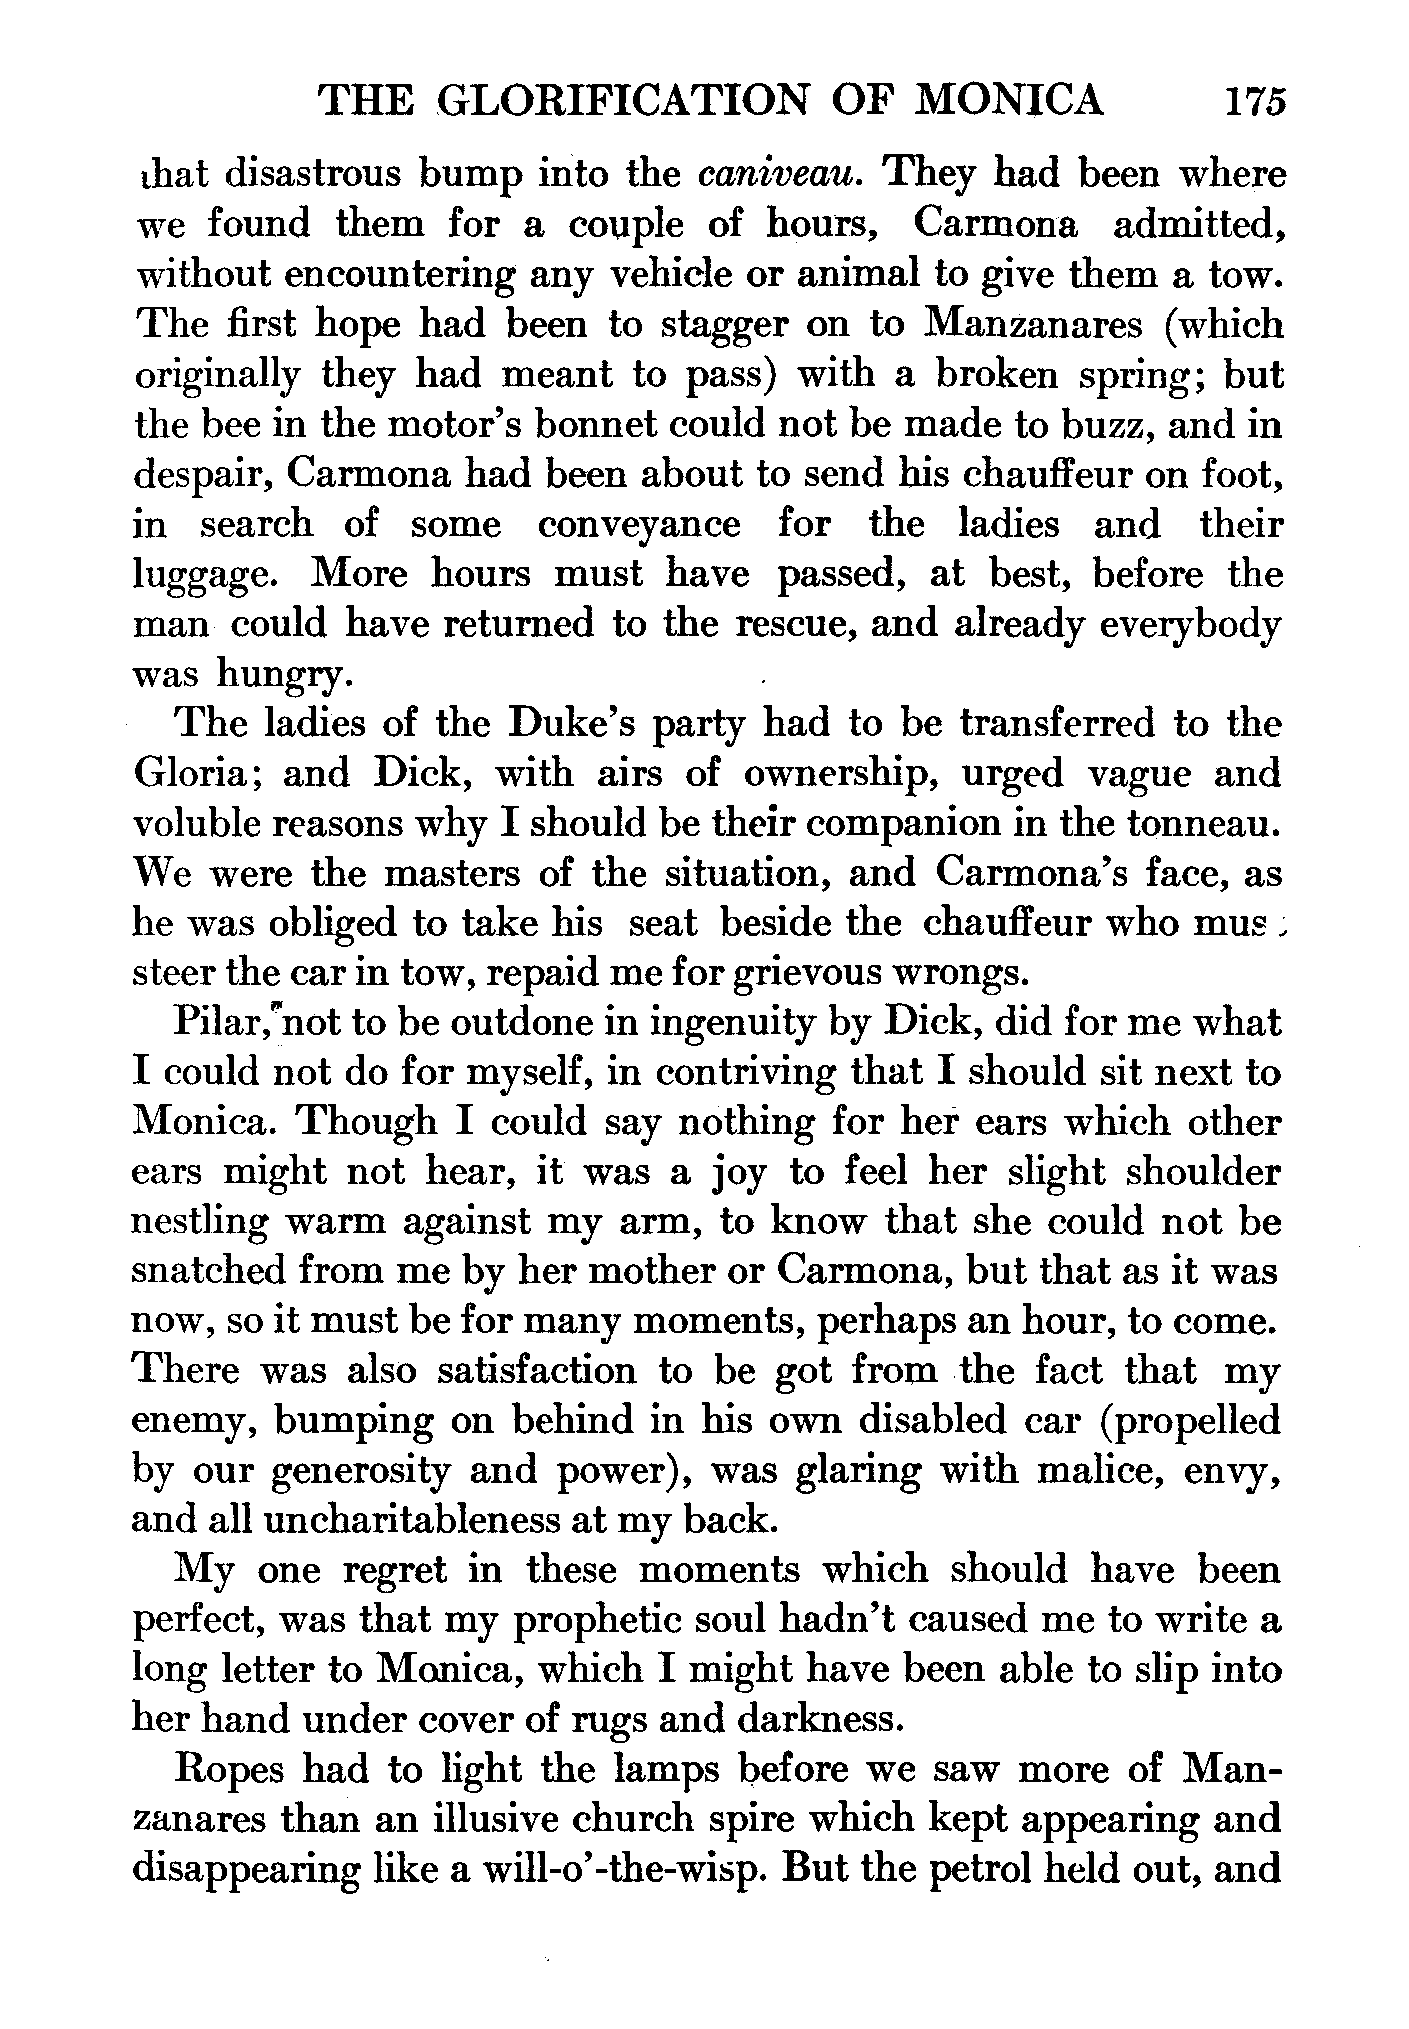 THE GLORIFICATION OF MONICA 175
that disastrous bump into the caniveau. They had been where
we found them for a couple of hours, Carmona admitted,
without encountering any vehicle or animal to give them a tow.
The first hope had been to stagger on to Manzanares (which
originally they had meant to pass) with a broken spring; but
the bee in the motor's bonnet could not be made to buzz, and in
despair, Carmona had been about to send his chauffeur on foot,
in search of some conveyance for the ladies and their
luggage. More hours must have passed, at best, before the
man could have returned to the rescue, and already everybody
was hungry.
The ladies of the Duke's party had to be transferred to the
Gloria; and Dick, with airs of ownership, urged vague and
voluble reasons why I should be their companion in the tonneau.
We were the masters of the situation, and Carmona's face, as
he was obliged to take his seat beside the chauffeur who must
steer the car in tow, repaid me for grievous wrongs.
Pilar, not to be outdone in ingenuity by Dick, did for me what
I could not do for myself, in contriving that I should sit next to
Monica. Though I could say nothing for her ears which other
ears might not hear, it was a joy to feel her slight shoulder
nestling warm against my arm, to know that she could not be
snatched from me by her mother or Carmona, but that as it was
now, so it must be for many moments, perhaps an hour, to come.
There was also satisfaction to be got from the fact that my
enemy, bumping on behind in his own disabled car (propelled
by our generosity and power), was glaring with malice, envy,
and all uncharitableness at my back.
My one regret in these moments which should have been
perfect, was that my prophetic soul hadn't caused me to write a
long letter to Monica, which I might have been able to slip into
her hand under cover of rugs and darkness.
Ropes had to light the lamps before we saw more of Man-
zanares than an illusive church spire which kept appearing and
disappearing like a will-o'-the-wisp. But the petrol held out, and